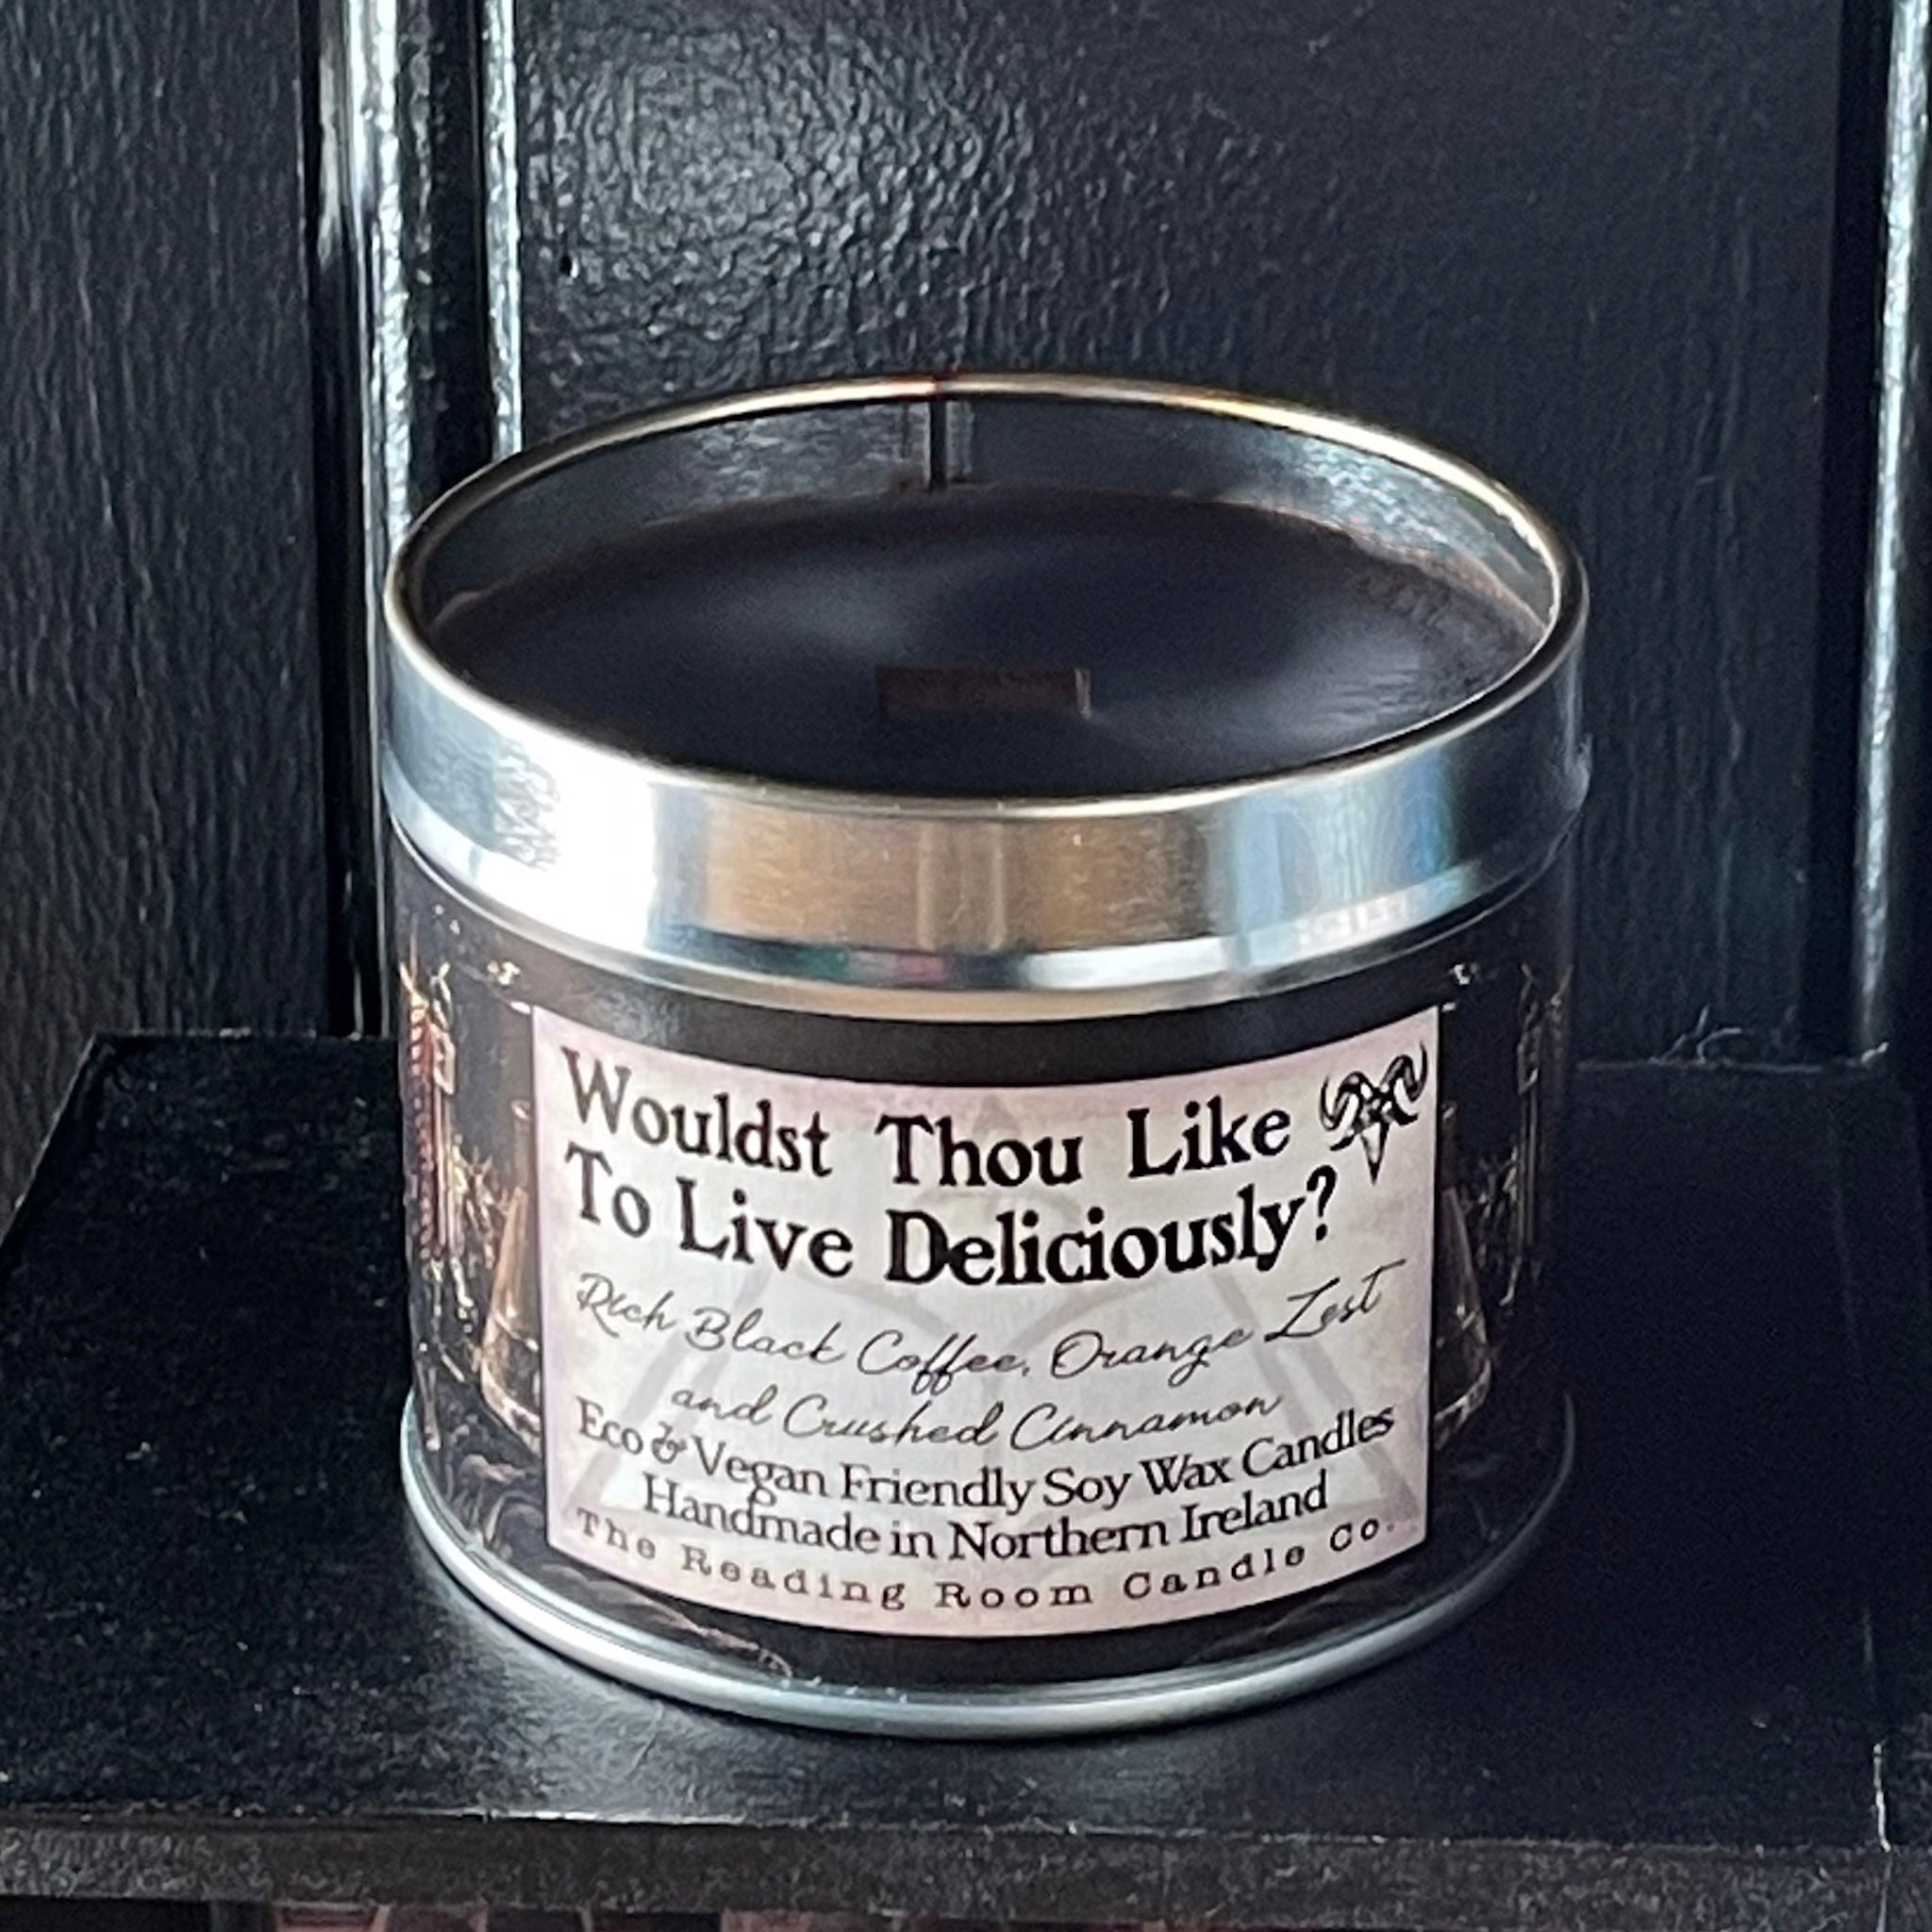 Wouldst Thou Like
To Live Deliciously?
Rich Black Coffee, Orange Zest
and Crushed Cinnamon
Eco & Vegan Friendly Soy Wax Candles
Handmade in Northern Ireland
The Reading Room Candle Co.